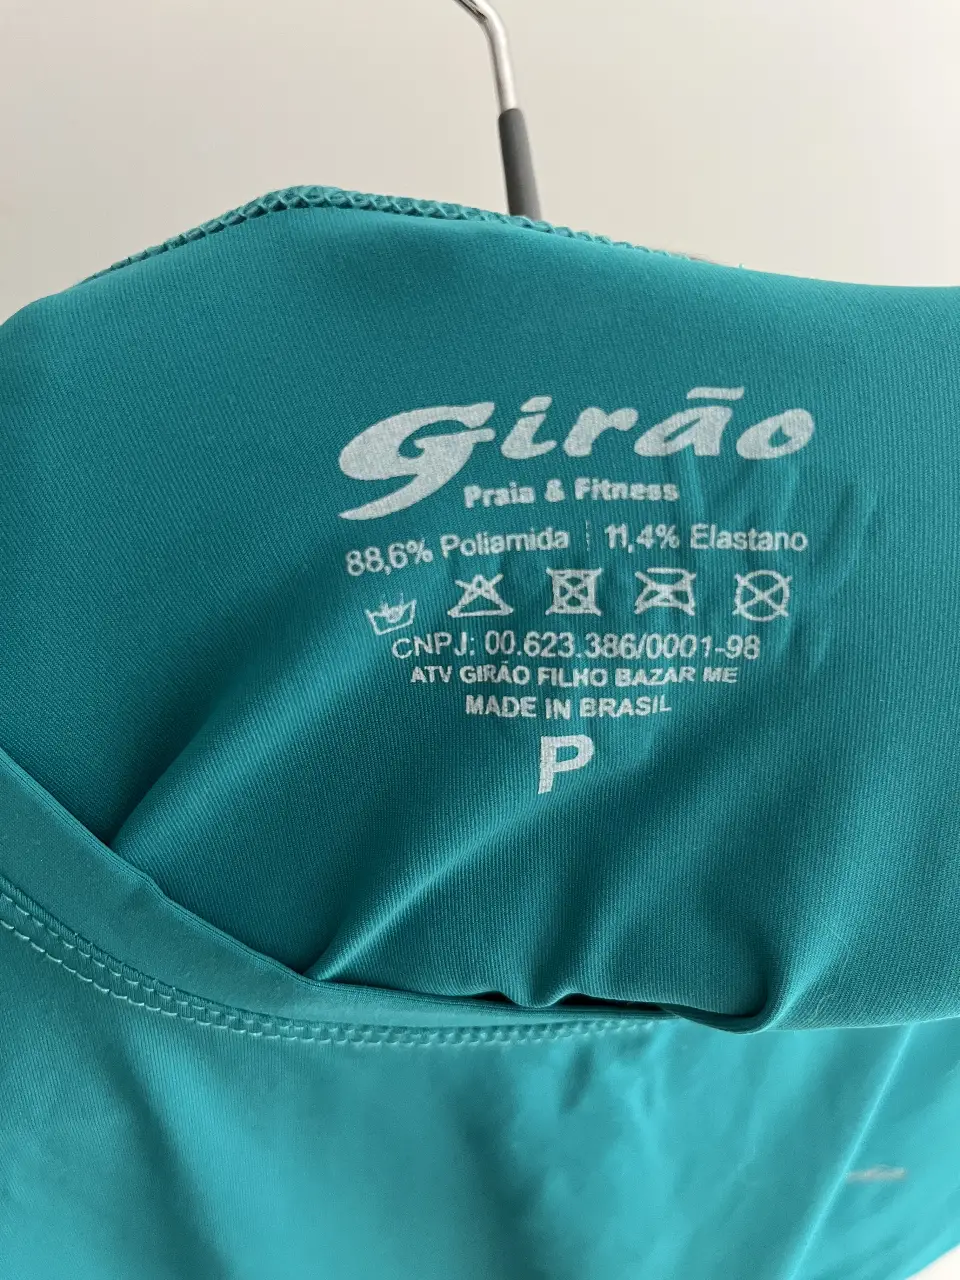 Girão
Praia & Fitness
88,6% Poliamida | 11,4% Elastano
CNPJ: 00.623.386/0001-98
ATV GIRÃO FILHO BAZAR ME
MADE IN BRASIL
P